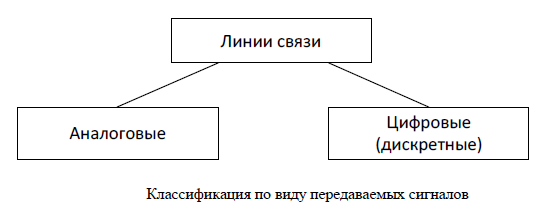 Линии связи
Аналоговые
Цифровые
(дискретные)
Классификация по виду передаваемых сигналов